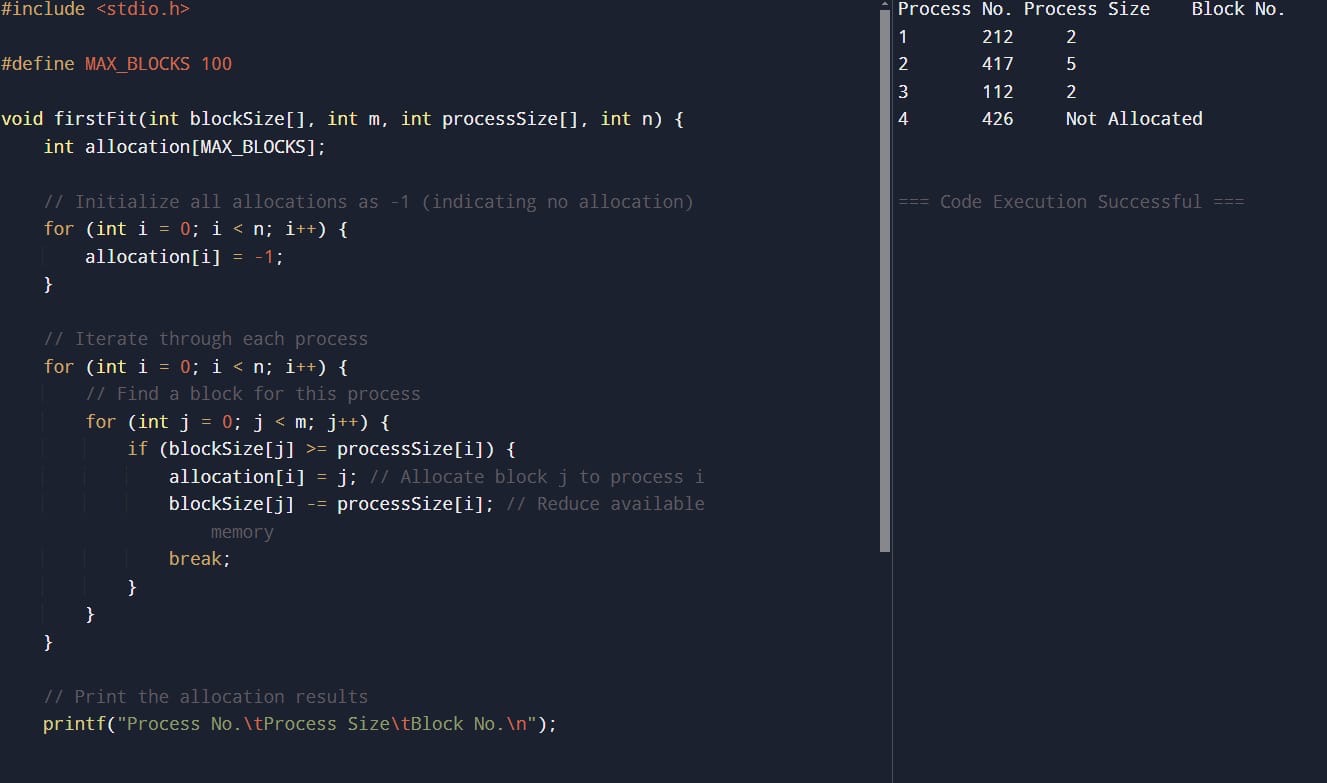 #include <stdio.h>
#define MAX_BLOCKS 100
void firstFit(int blockSize[], int m, int processSize[], int n) {
    int allocation[MAX_BLOCKS];
    // Initialize all allocations as -1 (indicating no allocation)
    for (int i = 0; i < n; i++) {
        allocation[i] = -1;
    }
    // Iterate through each process
    for (int i = 0; i < n; i++) {
        // Find a block for this process
        for (int j = 0; j < m; j++) {
            if (blockSize[j] >= processSize[i]) {
                allocation[i] = j; // Allocate block j to process i
                blockSize[j] -= processSize[i]; // Reduce available
                    memory
                break;
            }
        }
    }
    // Print the allocation results
    printf("Process No.\tProcess Size\tBlock No.\n");
Process No. Process Size    Block No.
1       212     2
2       417     5
3       112     2
4       426     Not Allocated
=== Code Execution Successful ===